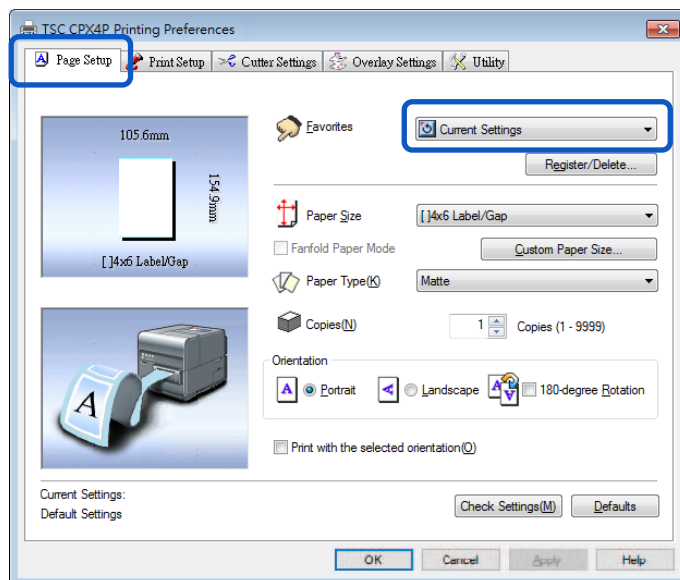 TSC CPX4P Printing Preferences
Page Setup Print Setup Cutter Settings Overlay Settings Utility
105.6mm
154.9mm
[ ]4x6 Label/Gap
Favorites
Current Settings
Register/Delete...
Paper Size
[ ]4x6 Label/Gap
Fanfold Paper Mode
Custom Paper Size...
Paper Type(K)
Matte
Copies(N)
1
Copies (1 - 9999)
Orientation
A Portrait A Landscape A A 180-degree Rotation
Print with the selected orientation(O)
A
Current Settings:
Default Settings
Check Settings(M) Defaults
OK Cancel Apply Help